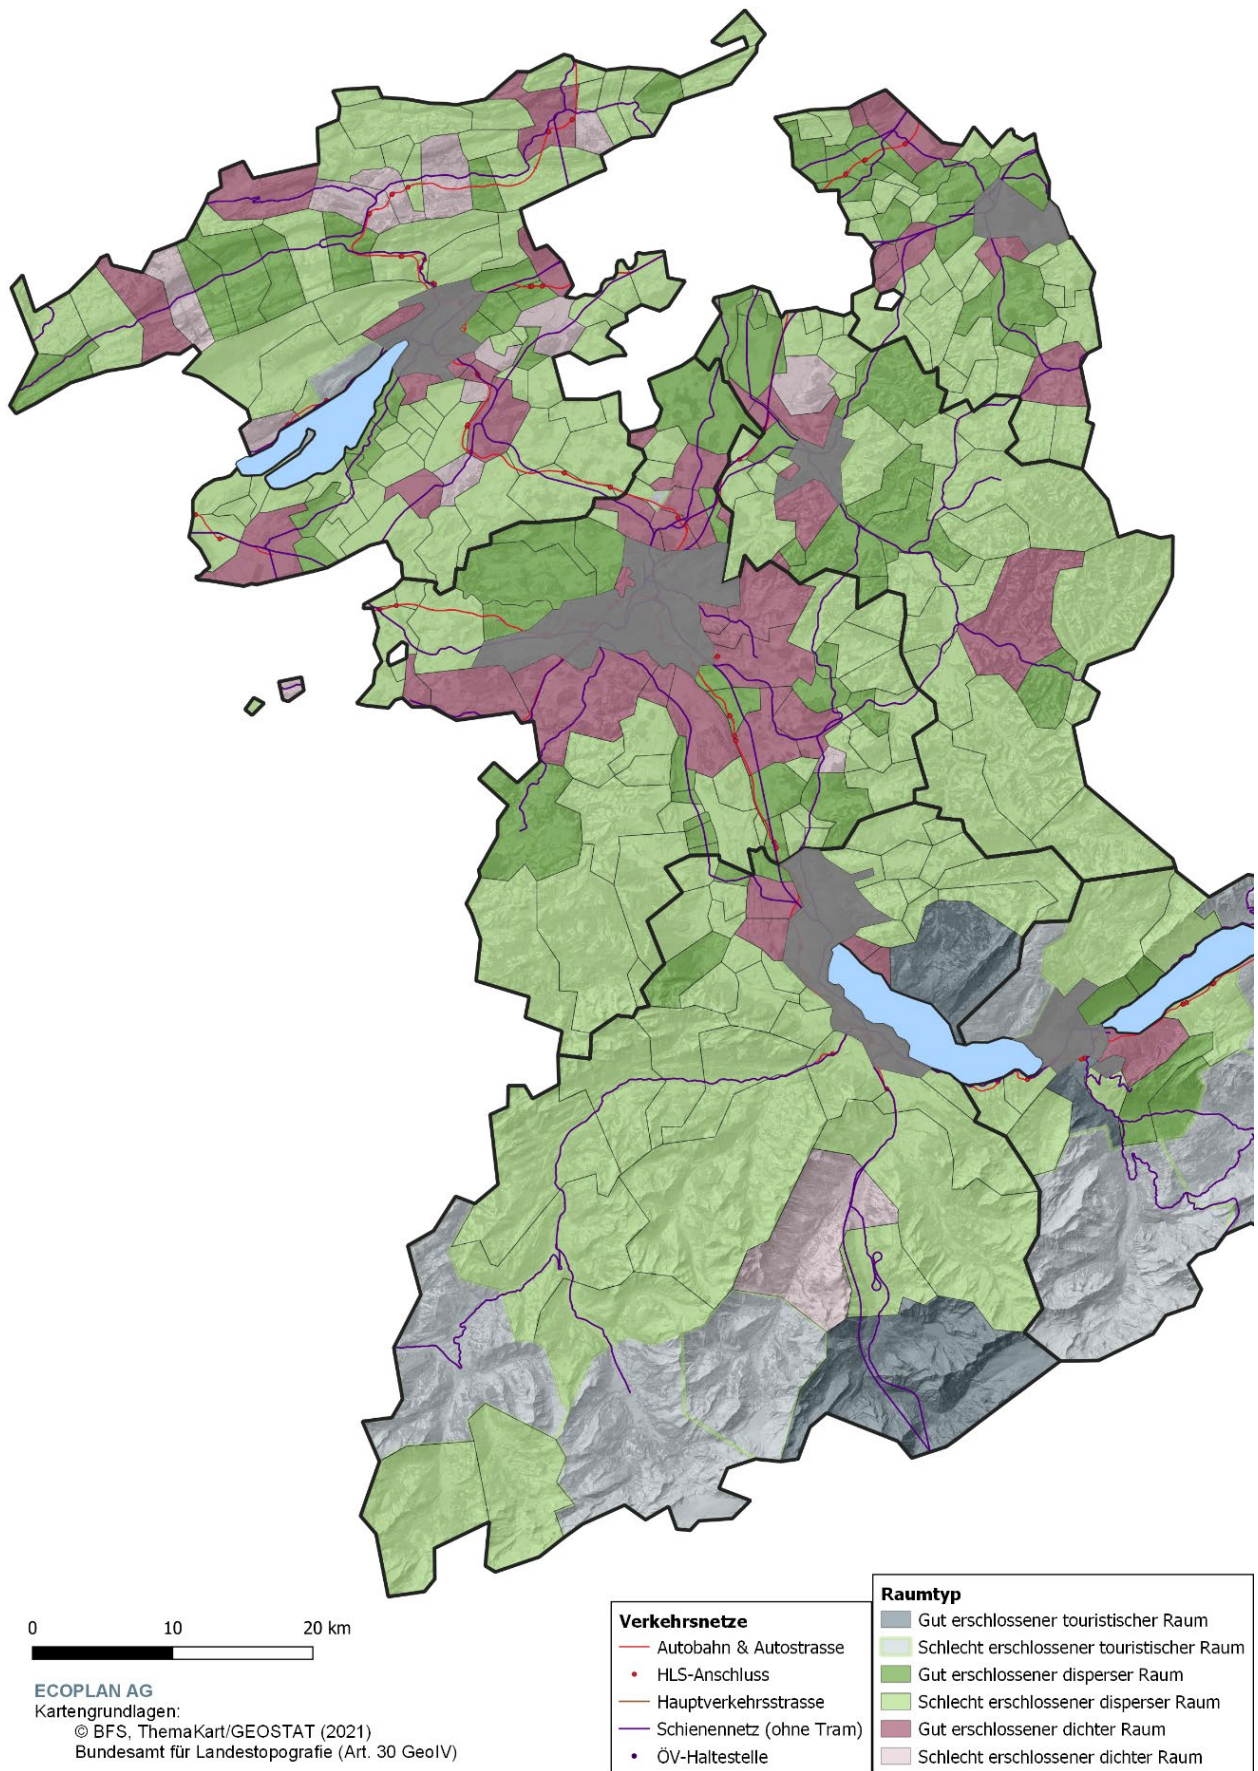 0 10 20 km
ECOPLAN AG
Kartengrundlagen:
© BFS, ThemaKart/GEOSTAT (2021)
Bundesamt für Landestopografie (Art. 30 GeoIV)
Verkehrsnetze
Autobahn & Autostrasse
HLS-Anschluss
Hauptverkehrsstrasse
Schienennetz (ohne Tram)
ÖV-Haltestelle
Raumtyp
Gut erschlossener touristischer Raum
Schlecht erschlossener touristischer Raum
Gut erschlossener disperser Raum
Schlecht erschlossener disperser Raum
Gut erschlossener dichter Raum
Schlecht erschlossener dichter Raum